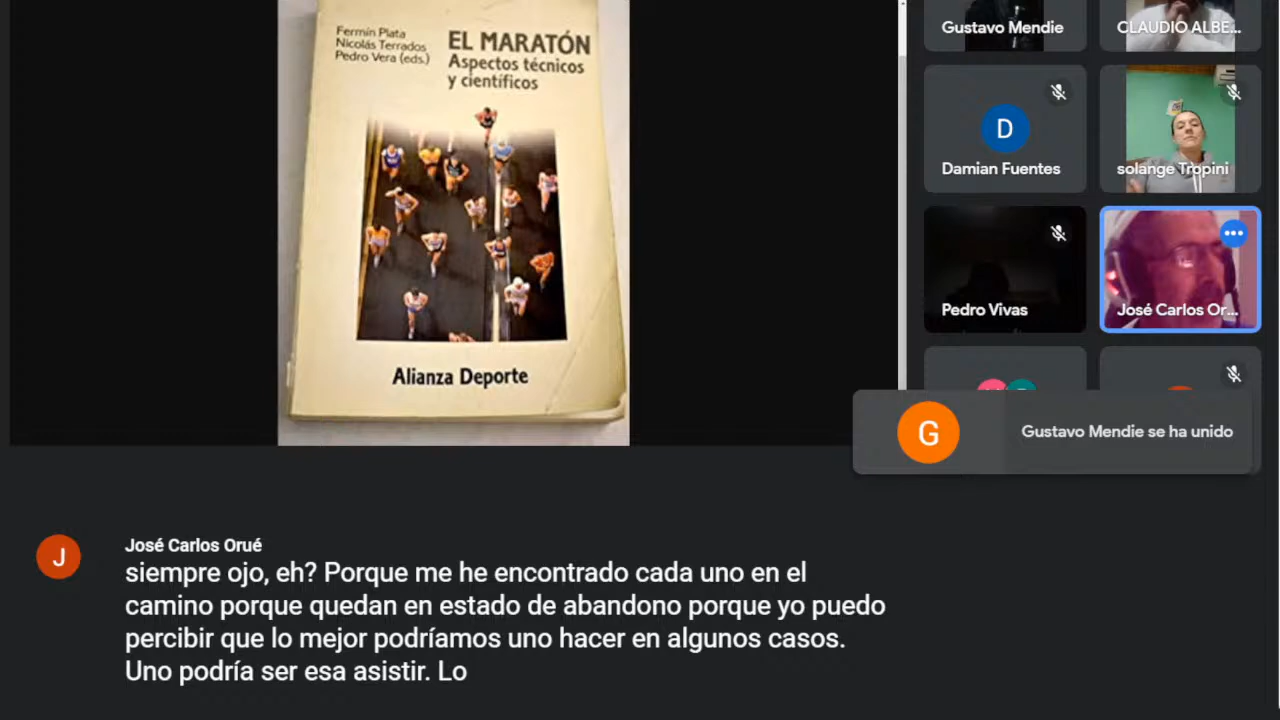 Fermín Plata
Nicolás Terrados
Pedro Vera (eds.)
EL MARATÓN
Aspectos técnicos
y científicos
Alianza Deporte
Gustavo Mendie
CLAUDIO ALBE...
D
Damian Fuentes
solange Tropini
Pedro Vivas
José Carlos Or...
G
Gustavo Mendie se ha unido
J
José Carlos Orué
siempre ojo, eh? Porque me he encontrado cada uno en el
camino porque quedan en estado de abandono porque yo puedo
percibir que lo mejor podríamos uno hacer en algunos casos.
Uno podría ser esa asistir. Lo